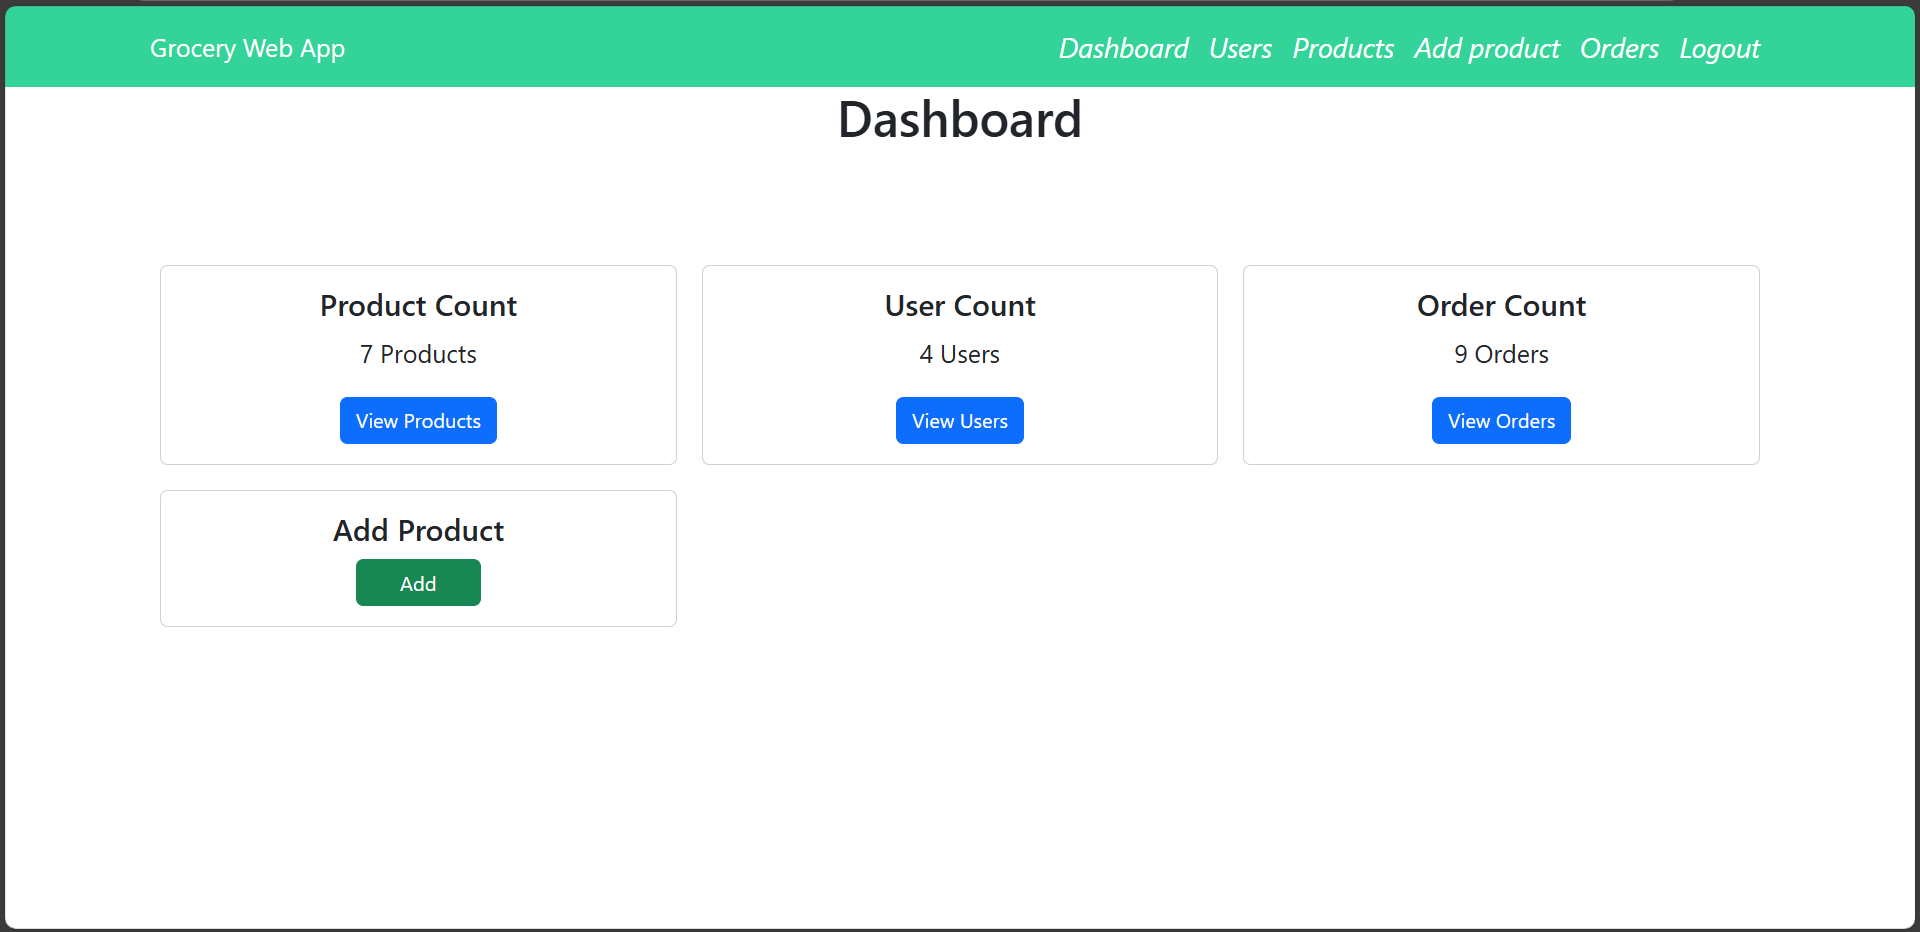 Grocery Web App
Dashboard Users Products Add product Orders Logout
Dashboard
Product Count
7 Products
View Products
User Count
4 Users
View Users
Order Count
9 Orders
View Orders
Add Product
Add